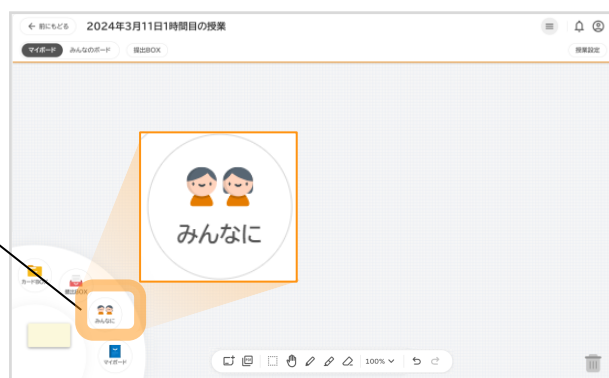 ← 前にもどる
2024年3月11日1時間目の授業
マイボード
みんなのボード
提出BOX
授業設定
みんなに
カードBOX
提出BOX
みんなに
マイボード
100%